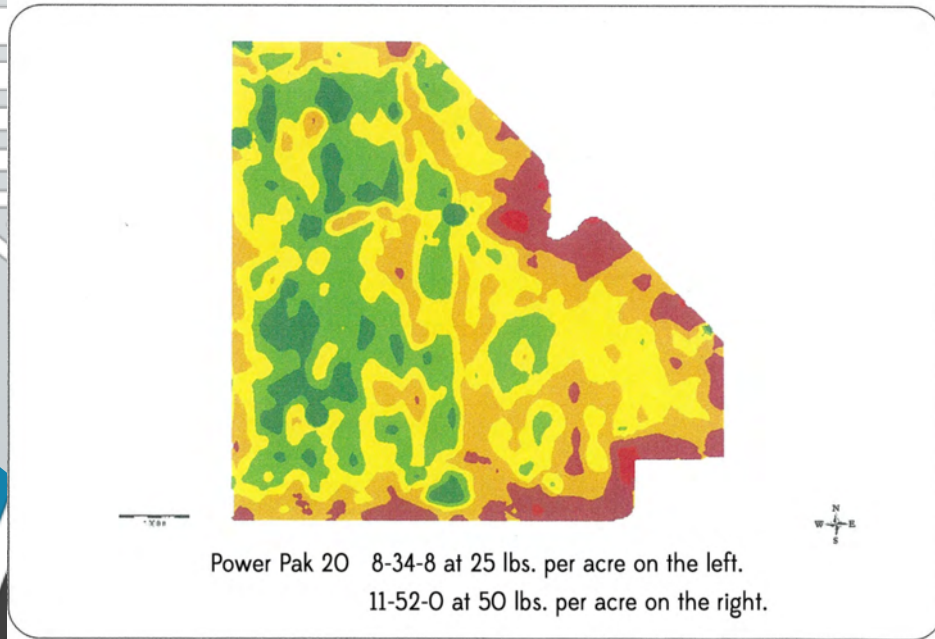 N
W E
S
Power Pak 20 8-34-8 at 25 lbs. per acre on the left.
11-52-0 at 50 lbs. per acre on the right.